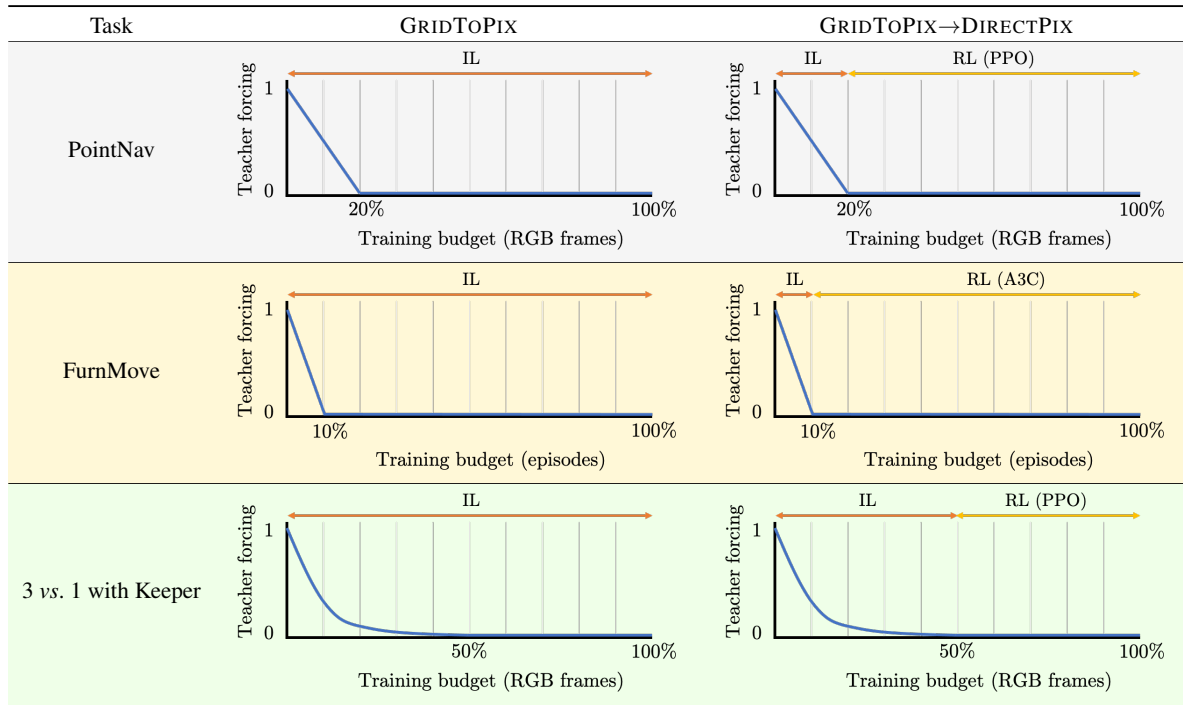 Task GRIDTOPIX GRIDTOPIX→DIRECTPIX
PointNav
IL
Teacher forcing
1
0
20% 100%
Training budget (RGB frames)
IL RL (PPO)
Teacher forcing
1
0
20% 100%
Training budget (RGB frames)
FurnMove
IL
Teacher forcing
1
0
10% 100%
Training budget (episodes)
IL RL (A3C)
Teacher forcing
1
0
10% 100%
Training budget (episodes)
3 vs. 1 with Keeper
IL
Teacher forcing
1
0
50% 100%
Training budget (RGB frames)
IL RL (PPO)
Teacher forcing
1
0
50% 100%
Training budget (RGB frames)